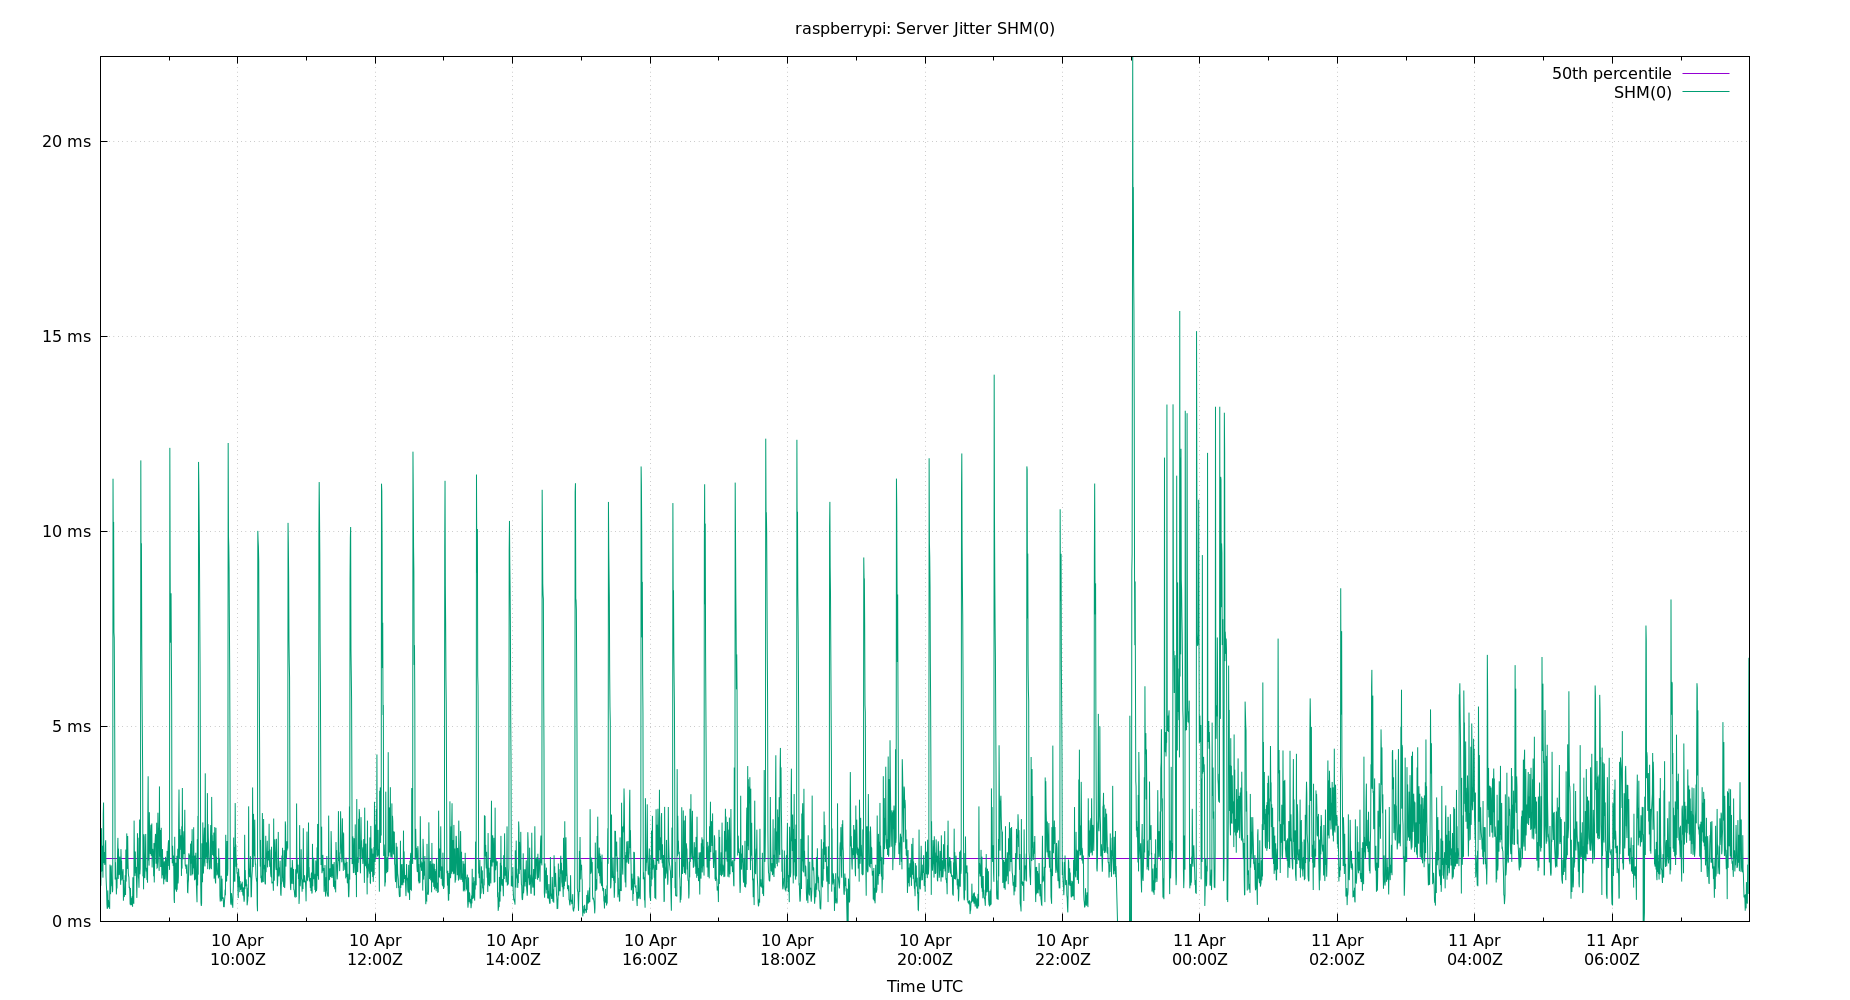 raspberrypi: Server Jitter SHM(0)
50th percentile
SHM(0)
20 ms
15 ms
10 ms
5 ms
0 ms
10 Apr 10 Apr 10 Apr 10 Apr 10 Apr 10 Apr 10 Apr 11 Apr 11 Apr 11 Apr 11 Apr
10:00Z 12:00Z 14:00Z 16:00Z 18:00Z 20:00Z 22:00Z 00:00Z 02:00Z 04:00Z 06:00Z
Time UTC